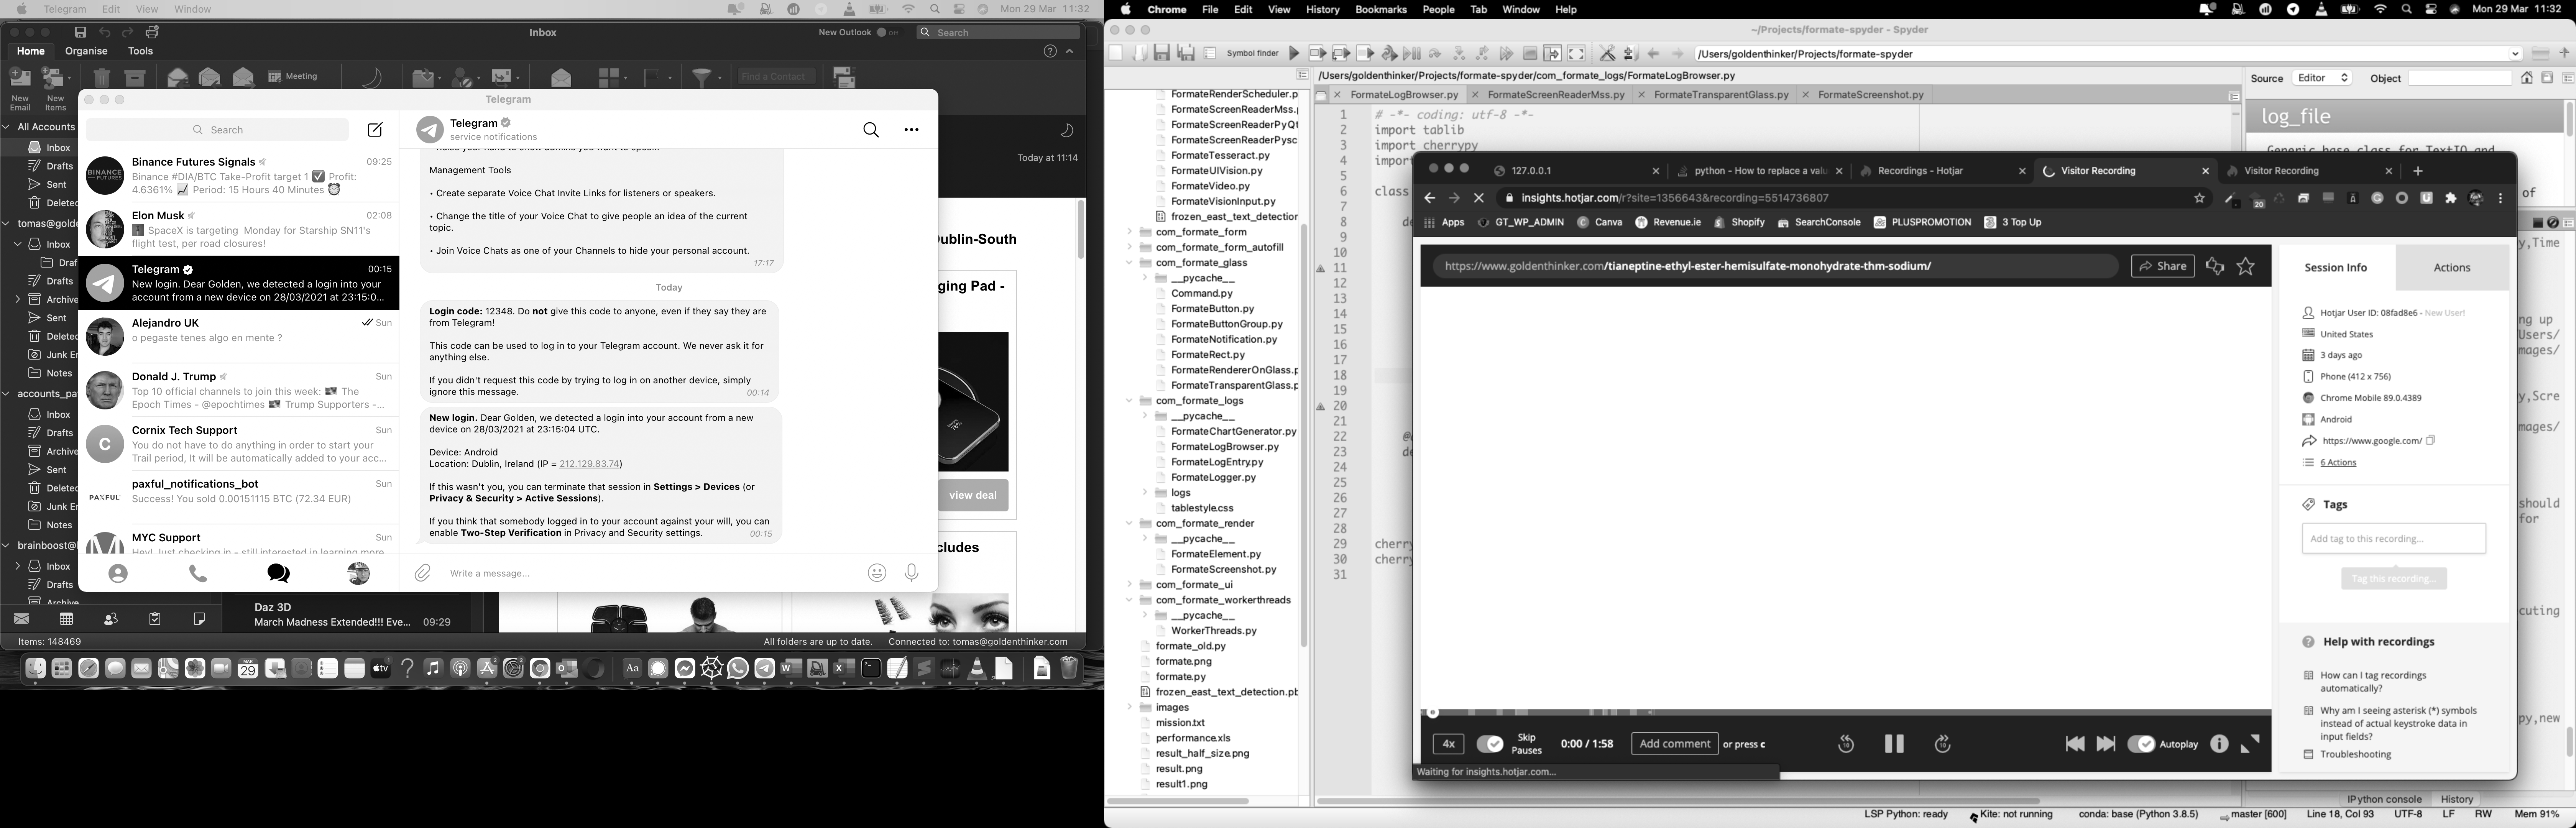 Telegram Edit View Window
Mon 29 Mar 11:32
Inbox
New Outlook off
Search
Home Organise Tools
Meeting
Find a Contact
New Email
New Items
All Accounts
Inbox
Drafts
Sent
Deleted
tomas@golde
Inbox
Draf
Drafts
Archive
Sent
Deleted
Junk Er
Notes
accounts_pa
Inbox
Drafts
Archive
Sent
Deleted
Junk Er
Notes
brainboost@l
Inbox
Drafts
Archive
Items: 148469
All folders are up to date.
Connected to: tomas@goldenthinker.com
Today at 11:14
Dublin-South
ging Pad -
view deal
cludes
Daz 3D
March Madness Extended!!! Eve... 09:29
Telegram
Search
Binance Futures Signals 09:25
Binance #DIA/BTC Take-Profit target 1 ✅ Profit:
4.6361% 📈 Period: 15 Hours 40 Minutes ⏰
Elon Musk 02:08
SpaceX is targeting Monday for Starship SN11's
flight test, per road closures!
Telegram 00:15
New login. Dear Golden, we detected a login into your
account from a new device on 28/03/2021 at 23:15:0...
Alejandro UK Sun
o pegaste tenes algo en mente ?
Donald J. Trump Sun
Top 10 official channels to join this week: The
Epoch Times - @epochtimes Trump Supporters -...
Cornix Tech Support Sun
You do not have to do anything in order to start your
Trail period, It will be automatically added to your acc...
paxful_notifications_bot Sun
Success! You sold 0.00151115 BTC (72.34 EUR)
MYC Support Sun
Hey! Just checking in - still interested in learning more
Telegram
service notifications
• Raise your hand to show admins you want to speak.
Management Tools
• Create separate Voice Chat Invite Links for listeners or speakers.
• Change the title of your Voice Chat to give people an idea of the current
topic.
• Join Voice Chats as one of your Channels to hide your personal account.
17:17
Today
Login code: 12348. Do not give this code to anyone, even if they say they are
from Telegram!
This code can be used to log in to your Telegram account. We never ask it for
anything else.
If you didn't request this code by trying to log in on another device, simply
ignore this message.
00:14
New login. Dear Golden, we detected a login into your account from a new
device on 28/03/2021 at 23:15:04 UTC.
Device: Android
Location: Dublin, Ireland (IP = 212.129.83.74)
If this wasn't you, you can terminate that session in Settings > Devices (or
Privacy & Security > Active Sessions).
If you think that somebody logged in to your account against your will, you can
enable Two-Step Verification in Privacy and Security settings.
00:15
Write a message...
Chrome File Edit View History Bookmarks People Tab Window Help
Mon 29 Mar 11:32
~/Projects/formate-spyder - Spyder
Symbol finder
/Users/goldenthinker/Projects/formate-spyder
/Users/goldenthinker/Projects/formate-spyder/com_formate_logs/FormateLogBrowser.py
FormateLogBrowser.py
FormateScreenReaderMss.py
FormateTransparentGlass.py
FormateScreenshot.py
Source Editor Object
log_file
Generic base class for TextIO and
FormateRenderScheduler.p
FormateScreenReaderMss.p
FormateScreenReaderPyQt
FormateScreenReaderPysc
FormateTesseract.py
FormateUIVision.py
FormateVideo.py
FormateVisionInput.py
frozen_east_text_detection
com_formate_form
com_formate_form_autofill
com_formate_glass
__pycache__
Command.py
FormateButton.py
FormateButtonGroup.py
FormateNotification.py
FormateRect.py
FormateRendererOnGlass.p
FormateTransparentGlass.p
com_formate_logs
__pycache__
FormateChartGenerator.py
FormateLogBrowser.py
FormateLogEntry.py
FormateLogger.py
logs
tablestyle.css
com_formate_render
__pycache__
FormateElement.py
FormateScreenshot.py
com_formate_ui
com_formate_workerthreads
__pycache__
WorkerThreads.py
formate_old.py
formate.png
formate.py
frozen_east_text_detection.pb
images
mission.txt
performance.xls
result_half_size.png
result.png
result1.png
1 # -*- coding: utf-8 -*-
2 import tablib
3 import cherrypy
4 import
5
6 class
7
8 de
9
10
11
12
13
14
15
16
17
18
19
20
21
22 @
23 de
24
25
26
27
28
29 cherry
30 cherry
31
127.0.0.1
python - How to replace a valu
Recordings - Hotjar
Visitor Recording
Visitor Recording
insights.hotjar.com/r?site=1356643&recording=5514736807
Apps GT_WP_ADMIN Canva Revenue.ie Shopify SearchConsole PLUSPROMOTION 3 Top Up
https://www.goldenthinker.com/tianeptine-ethyl-ester-hemisulfate-monohydrate-thm-sodium/
Share
Session Info
Actions
Hotjar User ID: 08fad8e6 - New User!
United States
3 days ago
Phone (412 x 756)
Chrome Mobile 89.0.4389
Android
https://www.google.com/
6 Actions
Tags
Add tag to this recording...
Tag this recording...
Help with recordings
How can I tag recordings
automatically?
Why am I seeing asterisk (*) symbols
instead of actual keystroke data in
input fields?
Troubleshooting
4x
Skip
Pauses
0:00 / 1:58
Add comment or press c
10
10
Autoplay
Waiting for insights.hotjar.com...
of
y,Time
ng up
Users/
mages/
y,Scre
mages/
should
for
cuting
py,new
IPython console History
LSP Python: ready
Kite: not running
conda: base (Python 3.8.5)
master [600]
Line 18, Col 93
UTF-8
LF
RW
Mem 91%